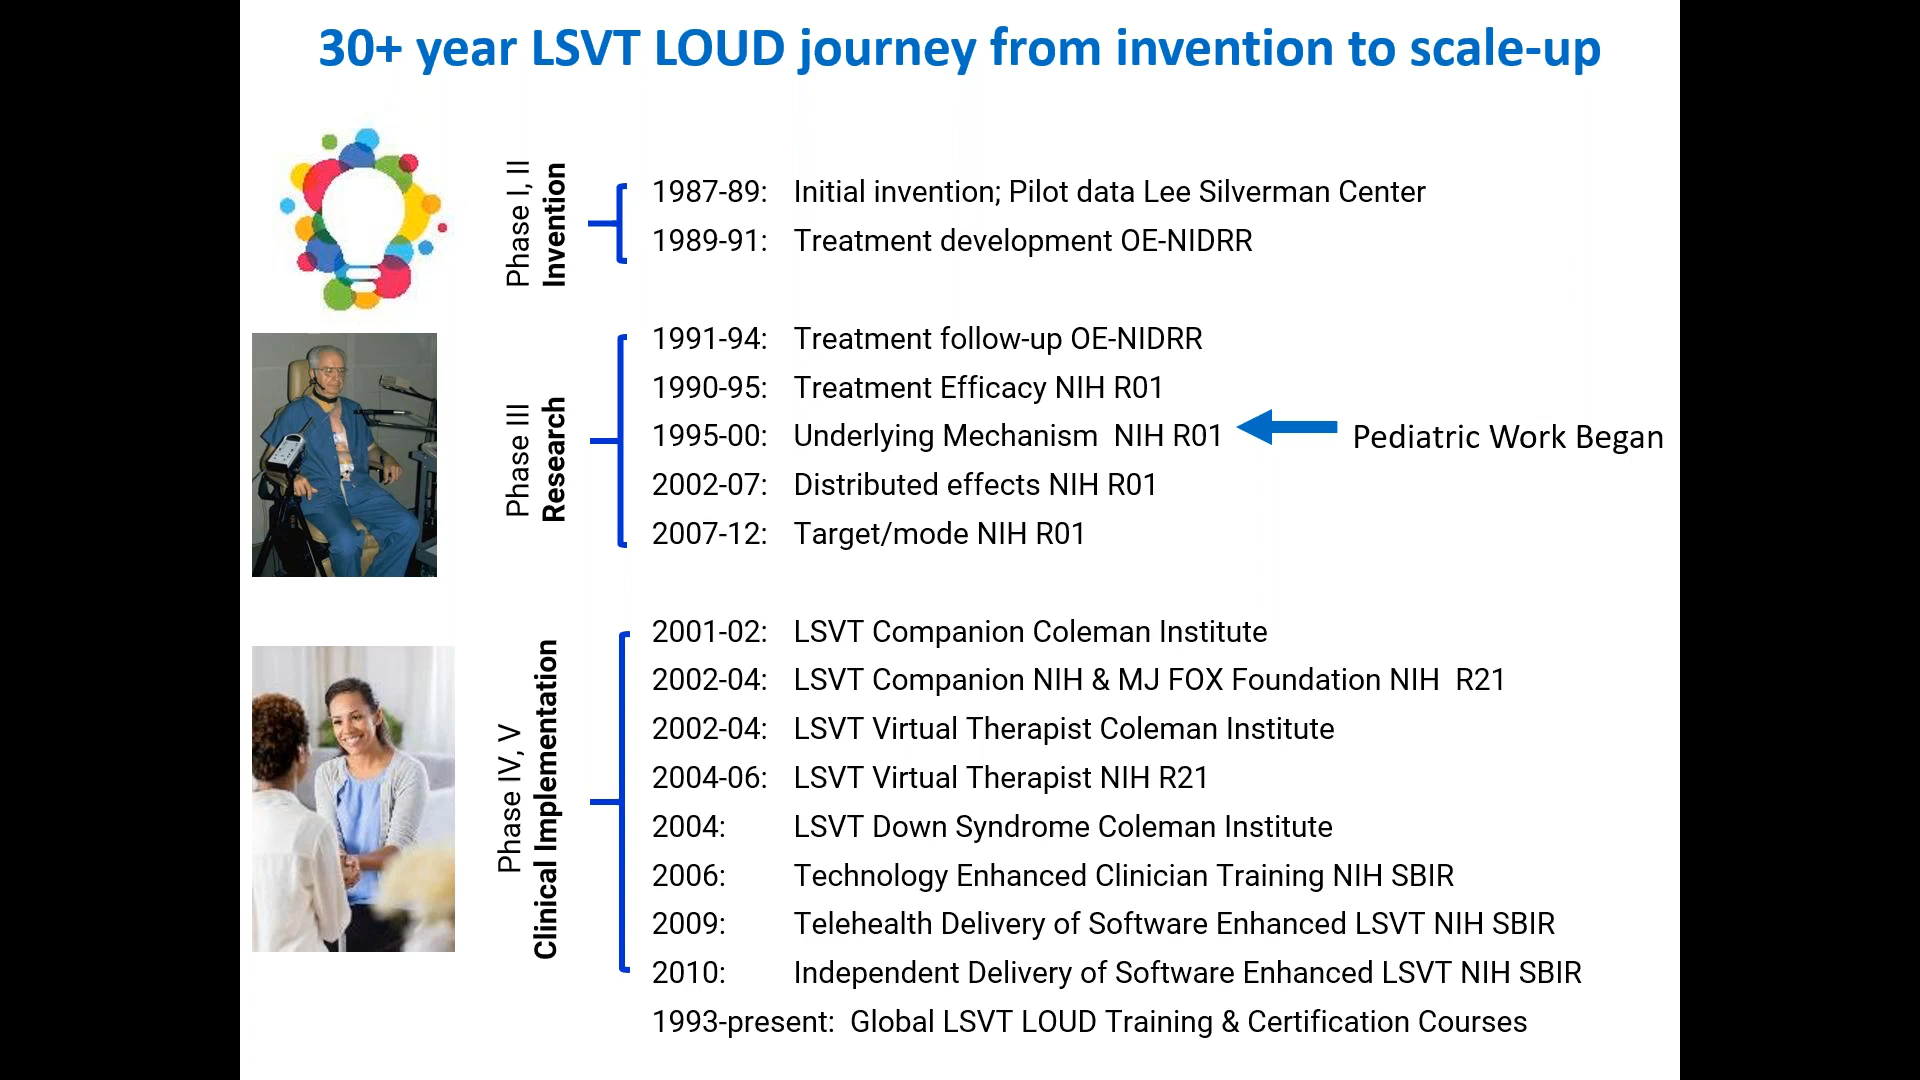 30+ year LSVT LOUD journey from invention to scale-up
Phase I, II
Invention
1987-89: Initial invention; Pilot data Lee Silverman Center
1989-91: Treatment development OE-NIDRR
Phase III
Research
1991-94: Treatment follow-up OE-NIDRR
1990-95: Treatment Efficacy NIH R01
1995-00: Underlying Mechanism  NIH R01
Pediatric Work Began
2002-07: Distributed effects NIH R01
2007-12: Target/mode NIH R01
Phase IV, V
Clinical Implementation
2001-02: LSVT Companion Coleman Institute
2002-04: LSVT Companion NIH & MJ FOX Foundation NIH  R21
2002-04: LSVT Virtual Therapist Coleman Institute
2004-06: LSVT Virtual Therapist NIH R21
2004: LSVT Down Syndrome Coleman Institute
2006: Technology Enhanced Clinician Training NIH SBIR
2009: Telehealth Delivery of Software Enhanced LSVT NIH SBIR
2010: Independent Delivery of Software Enhanced LSVT NIH SBIR
1993-present: Global LSVT LOUD Training & Certification Courses